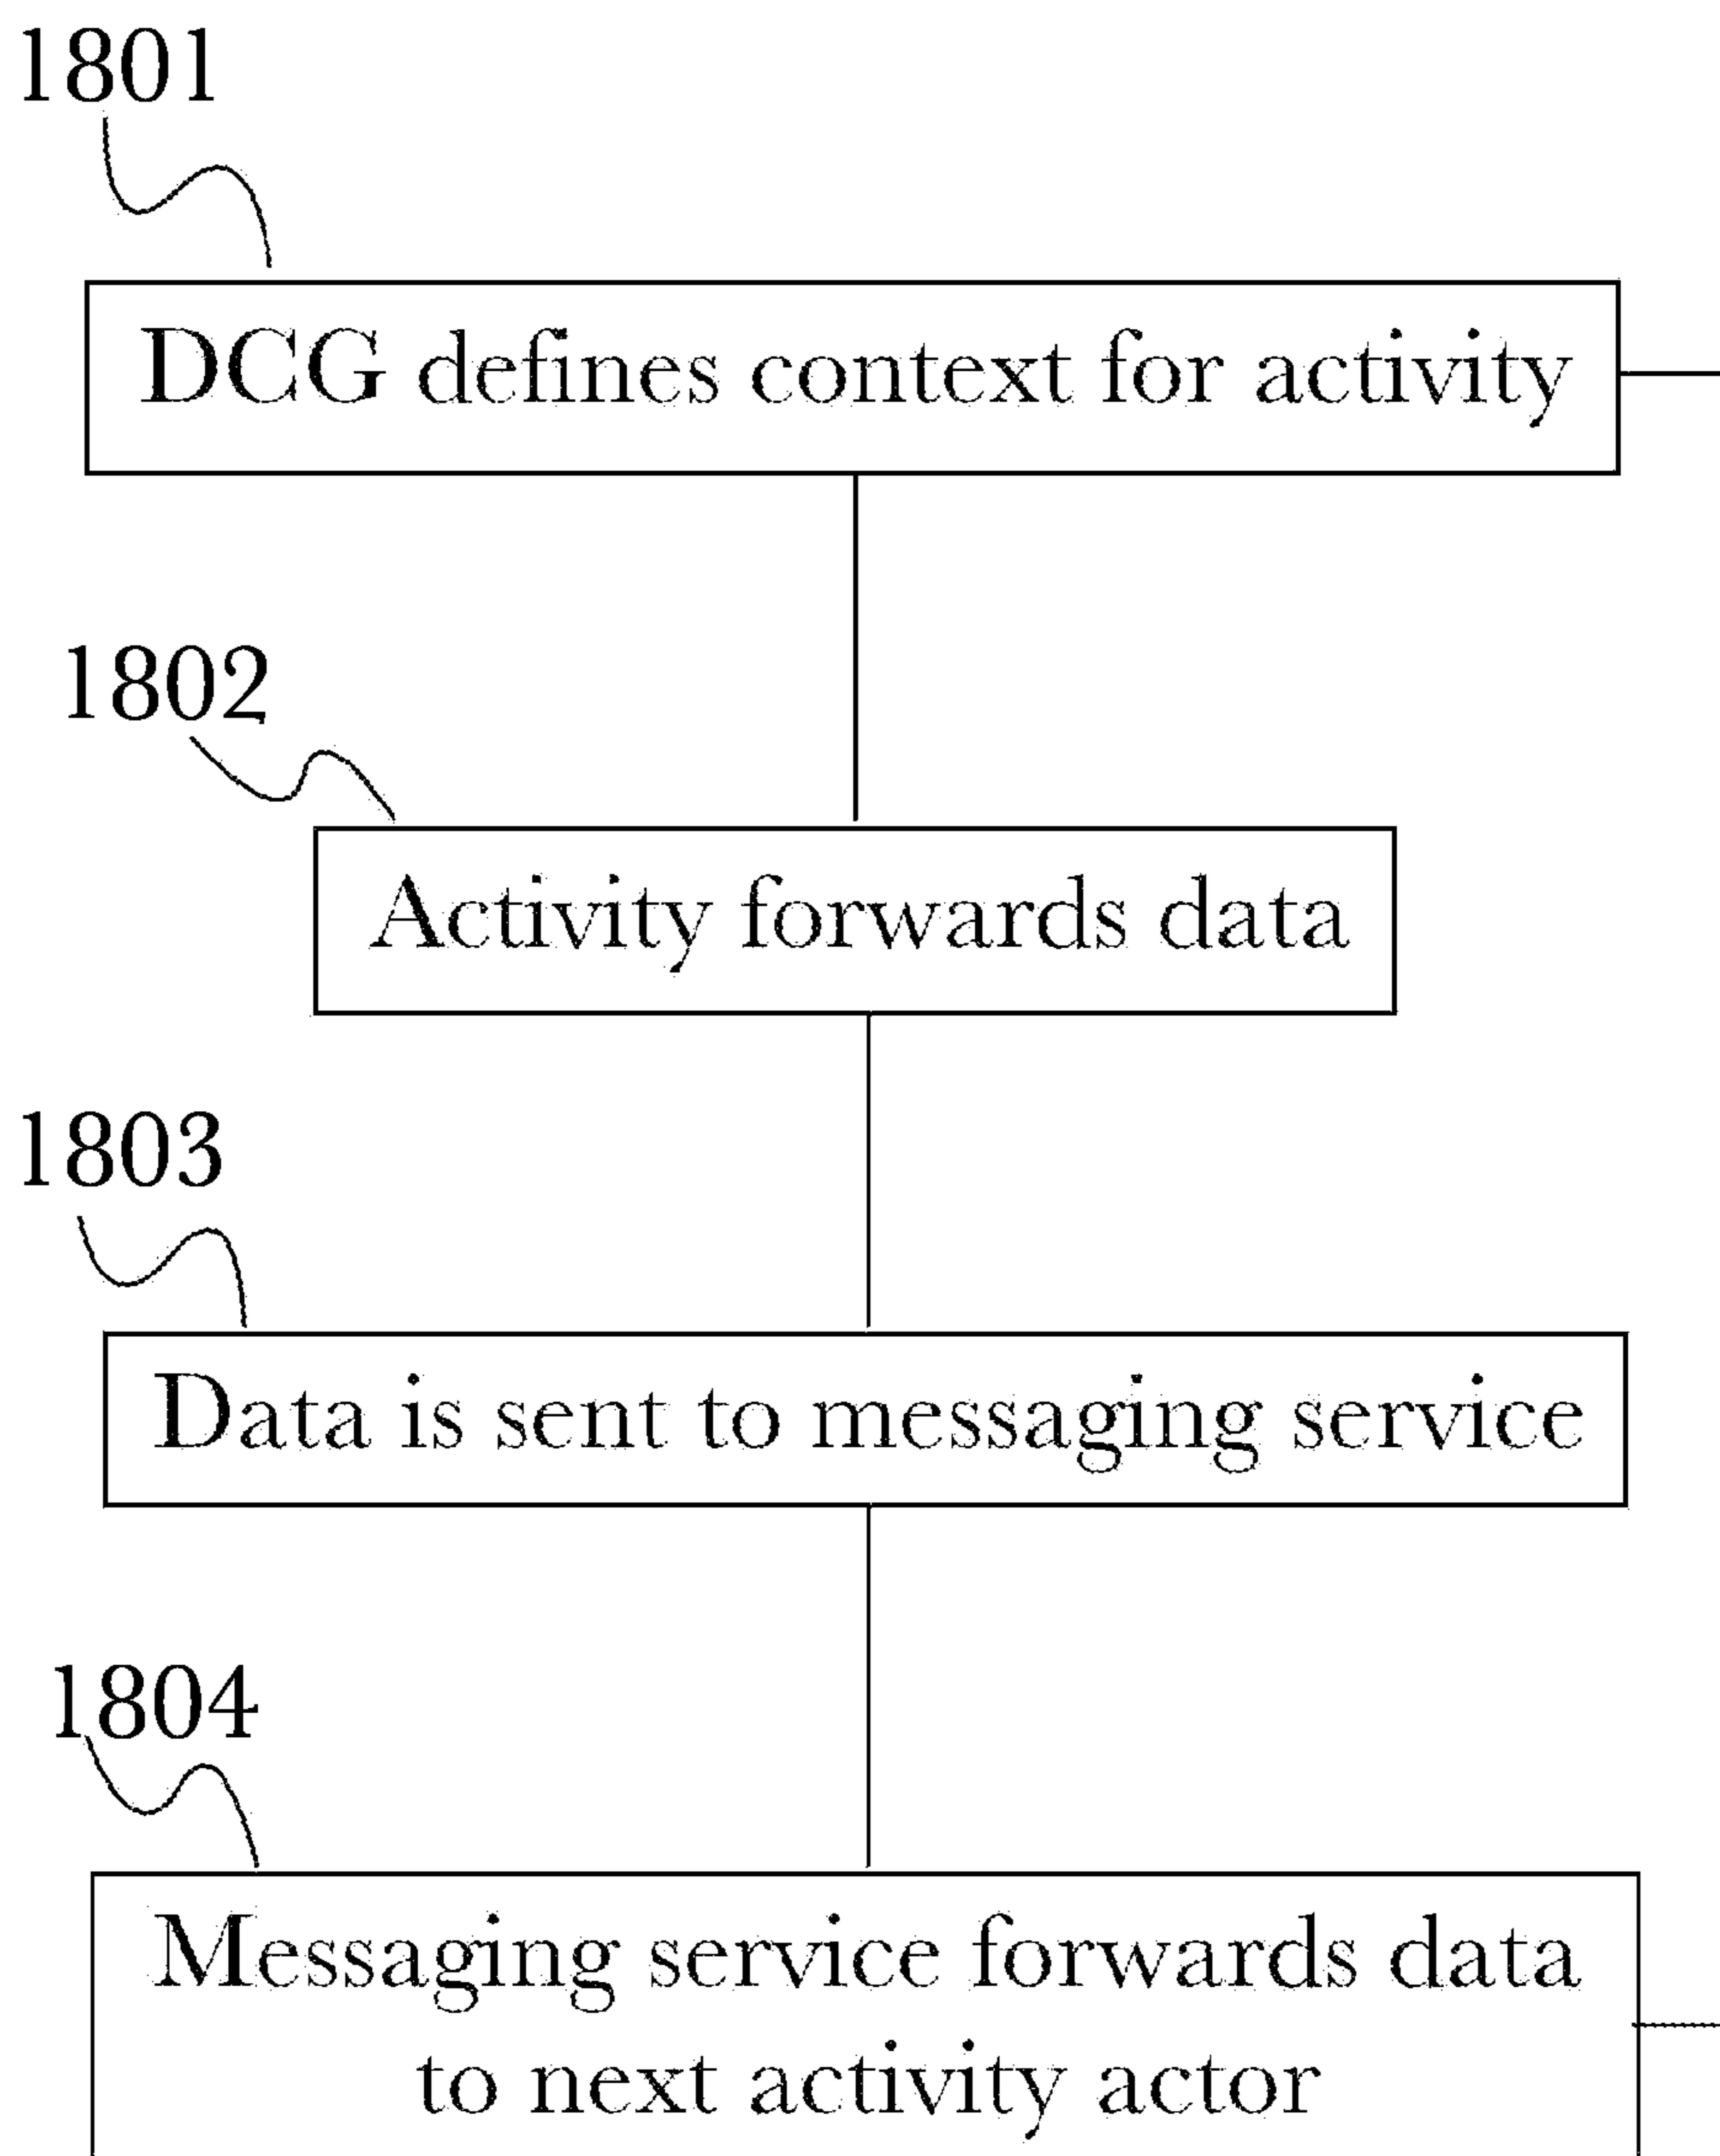 1801
DCG defines context for activity
1802
Activity forwards data
1803
Data is sent to messaging service
1804
Messaging service forwards data
to next activity actor